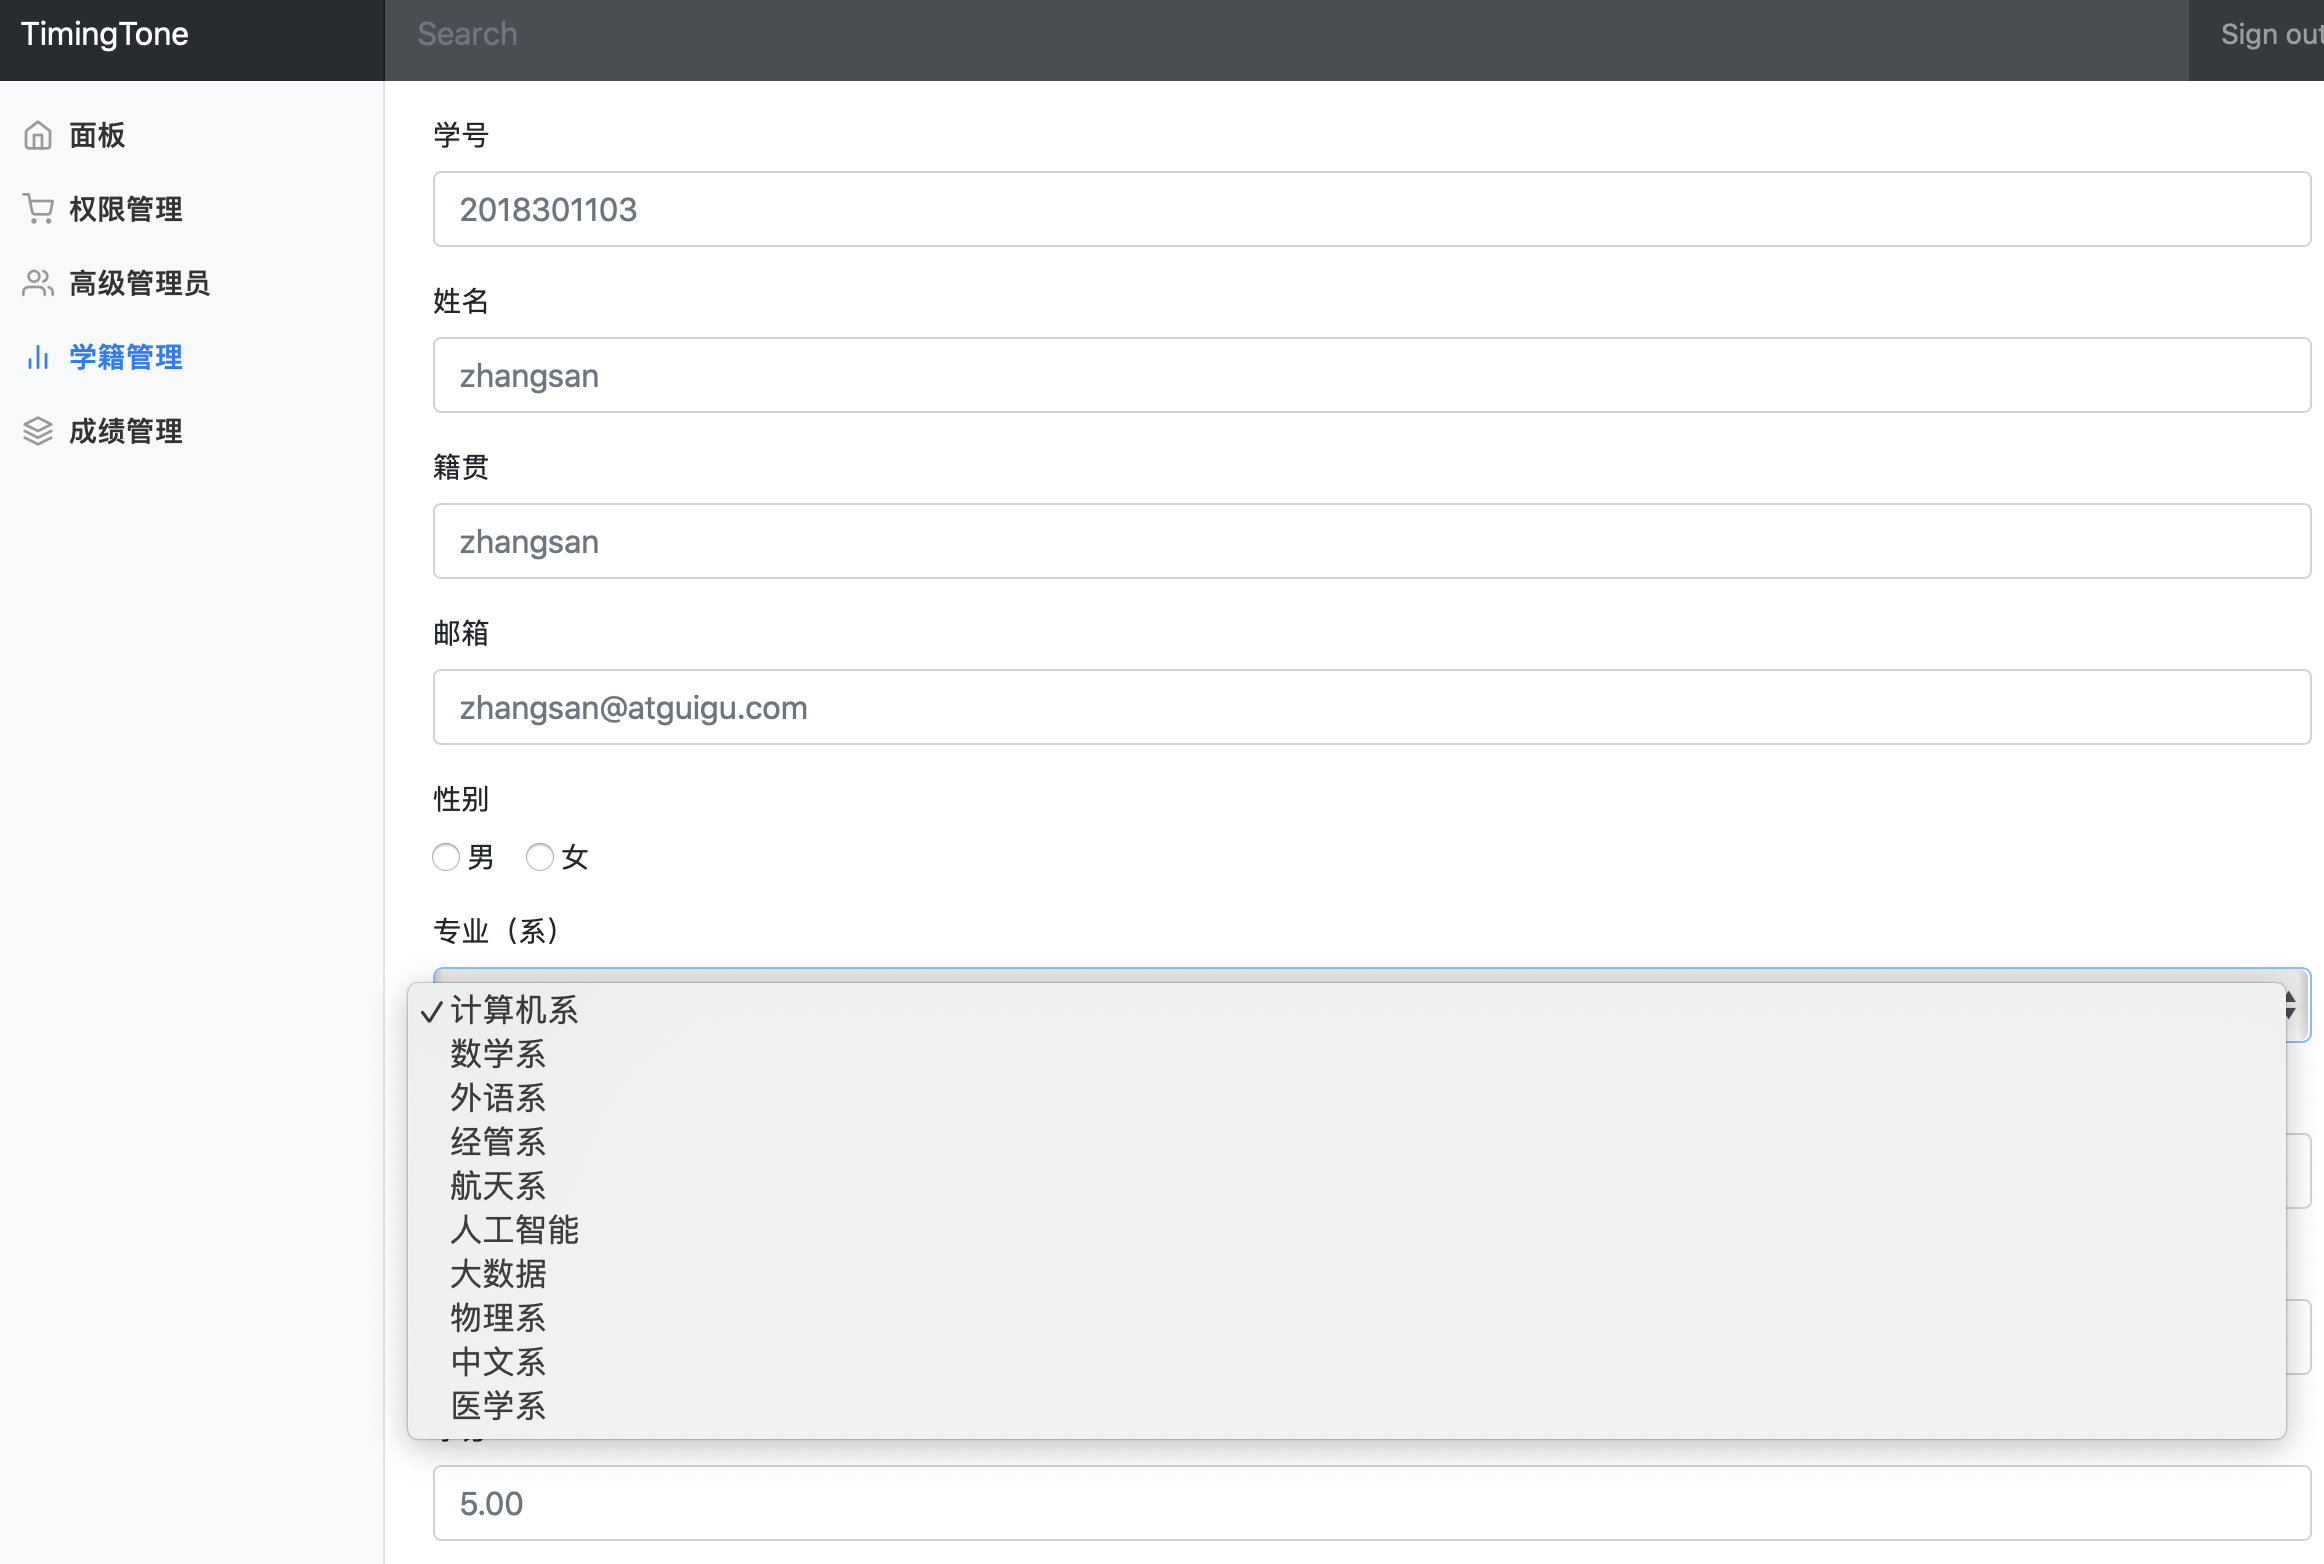 TimingTone
Search
Sign out
面板
权限管理
高级管理员
学籍管理
成绩管理
学号
2018301103
姓名
zhangsan
籍贯
zhangsan
邮箱
zhangsan@atguigu.com
性别
男 女
专业（系）
✓计算机系
数学系
外语系
经管系
航天系
人工智能
大数据
物理系
中文系
医学系
5.00